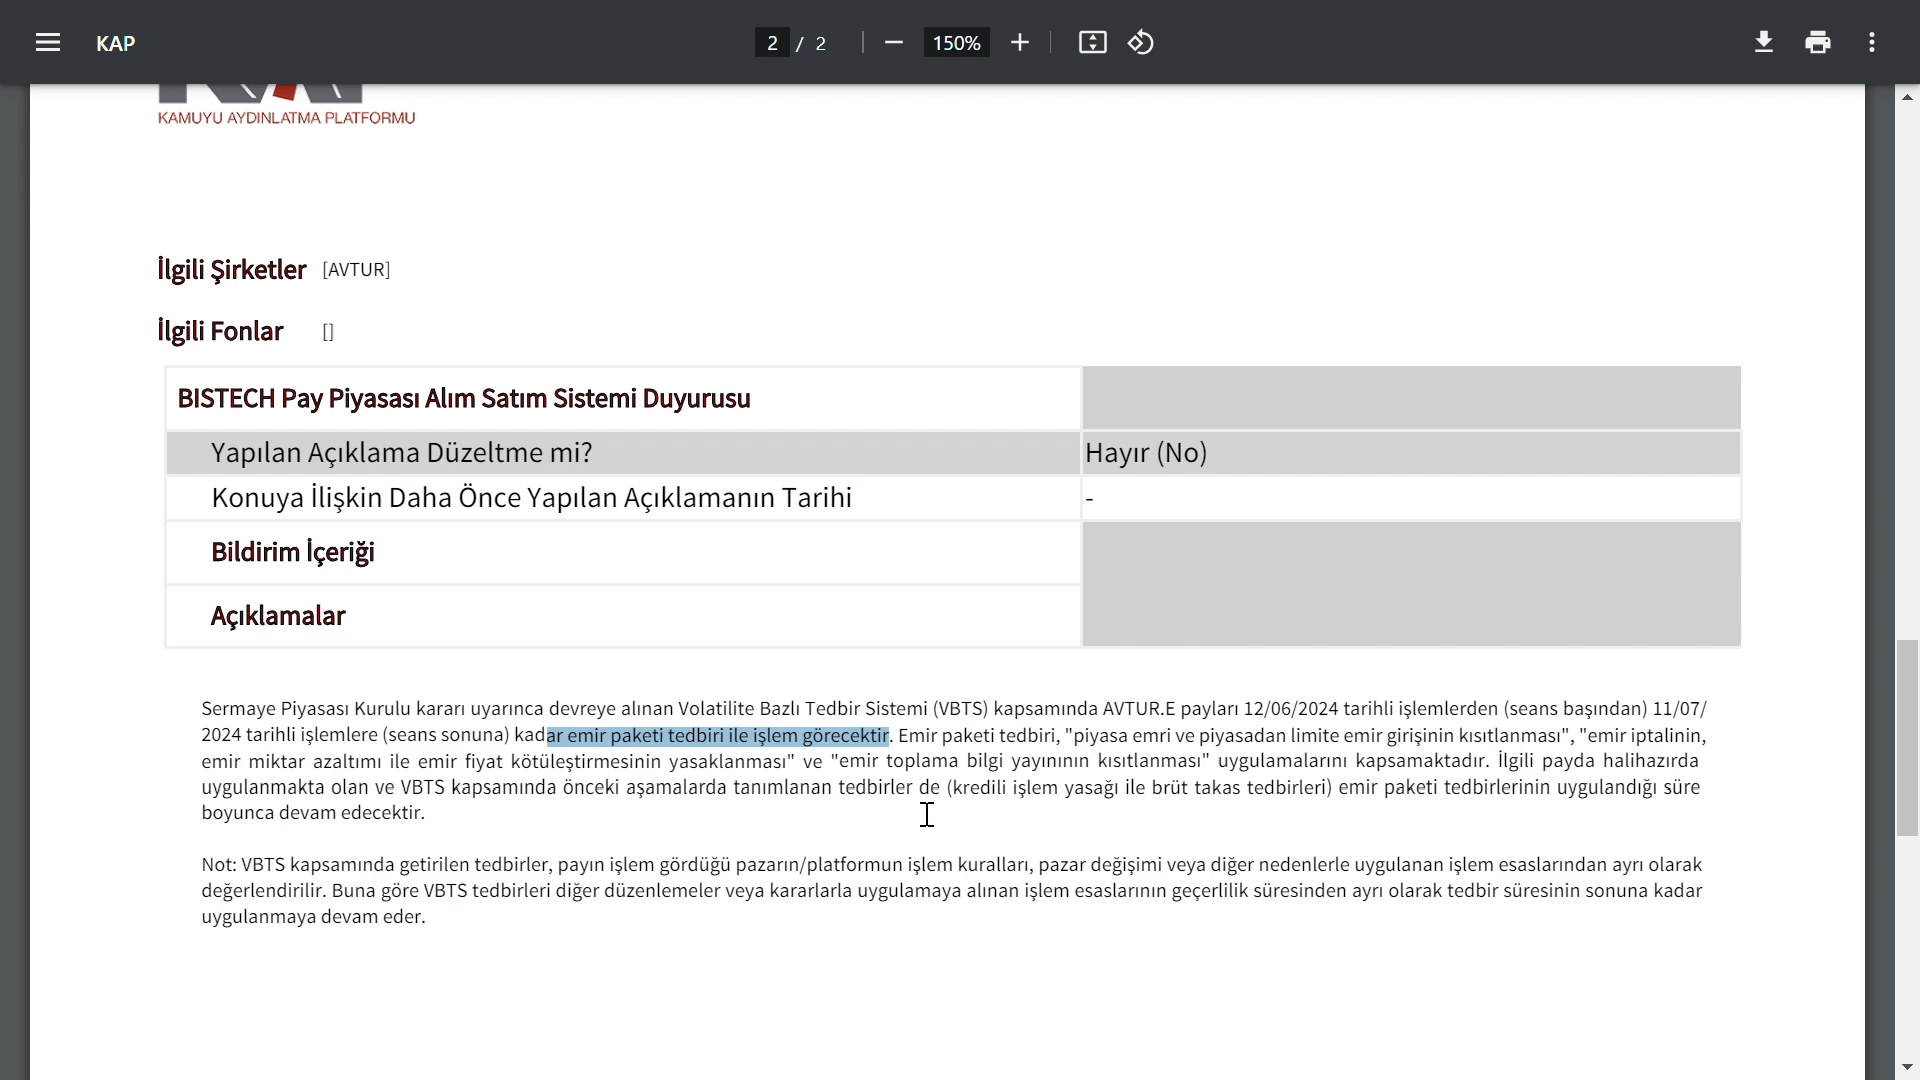 KAP
2 / 2
150%
KAMUYU AYDINLATMA PLATFORMU
İlgili Şirketler [AVTUR]
İlgili Fonlar []
BISTECH Pay Piyasası Alım Satım Sistemi Duyurusu
Yapılan Açıklama Düzeltme mi? Hayır (No)
Konuya İlişkin Daha Önce Yapılan Açıklamanın Tarihi -
Bildirim İçeriği
Açıklamalar
Sermaye Piyasası Kurulu kararı uyarınca devreye alınan Volatilite Bazlı Tedbir Sistemi (VBTS) kapsamında AVTUR.E payları 12/06/2024 tarihli işlemlerden (seans başından) 11/07/
2024 tarihli işlemlere (seans sonuna) kadar emir paketi tedbiri ile işlem görecektir. Emir paketi tedbiri, "piyasa emri ve piyasadan limite emir girişinin kısıtlanması", "emir iptalinin,
emir miktar azaltımı ile emir fiyat kötüleştirmesinin yasaklanması" ve "emir toplama bilgi yayınının kısıtlanması" uygulamalarını kapsamaktadır. İlgili payda halihazırda
uygulanmakta olan ve VBTS kapsamında önceki aşamalarda tanımlanan tedbirler de (kredili işlem yasağı ile brüt takas tedbirleri) emir paketi tedbirlerinin uygulandığı süre
boyunca devam edecektir.
Not: VBTS kapsamında getirilen tedbirler, payın işlem gördüğü pazarın/platformun işlem kuralları, pazar değişimi veya diğer nedenlerle uygulanan işlem esaslarından ayrı olarak
değerlendirilir. Buna göre VBTS tedbirleri diğer düzenlemeler veya kararlarla uygulamaya alınan işlem esaslarının geçerlilik süresinden ayrı olarak tedbir süresinin sonuna kadar
uygulanmaya devam eder.